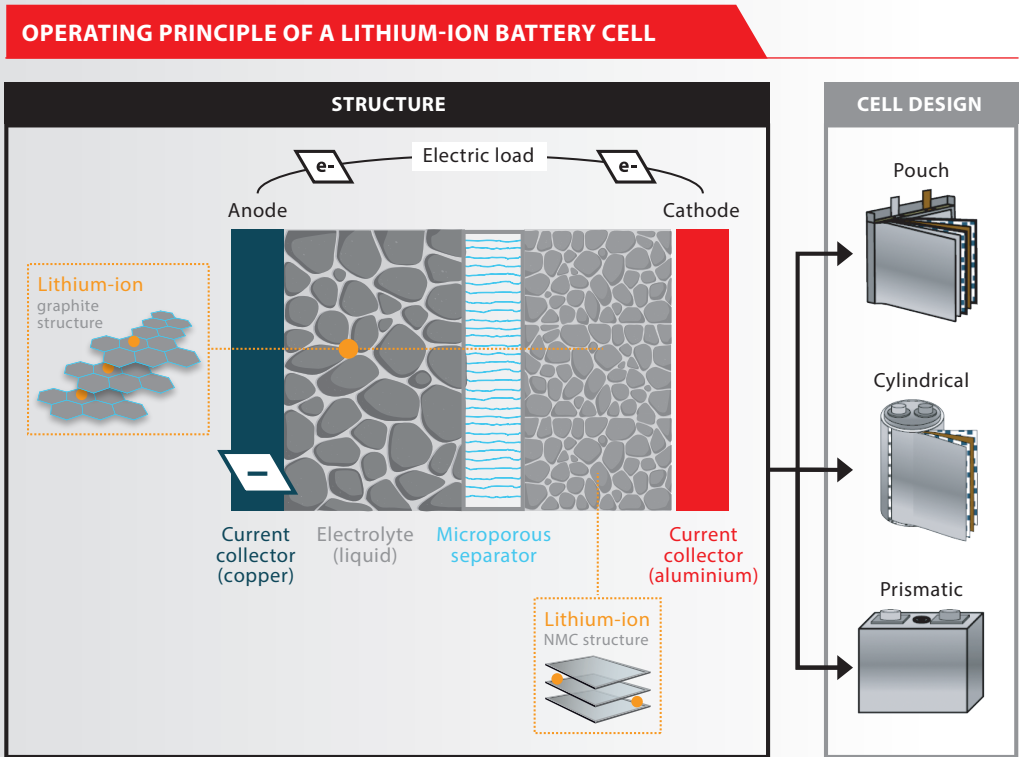 OPERATING PRINCIPLE OF A LITHIUM-ION BATTERY CELL
STRUCTURE
Electric load
e-
e-
Anode
Cathode
Lithium-ion
graphite
structure
–
Current
collector
(copper)
Electrolyte
(liquid)
Microporous
separator
Current
collector
(aluminium)
Lithium-ion
NMC structure
CELL DESIGN
Pouch
Cylindrical
Prismatic